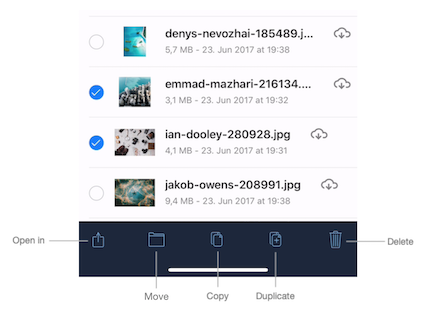 denys-nevozhai-185489.j...
5,7 MB - 23. Jun 2017 at 19:38
emmad-mazhari-216134....
3,1 MB - 23. Jun 2017 at 19:32
ian-dooley-280928.jpg
4,1 MB - 23. Jun 2017 at 19:31
jakob-owens-208991.jpg
9,4 MB - 23. Jun 2017 at 19:38
Open in
Delete
Move
Copy
Duplicate